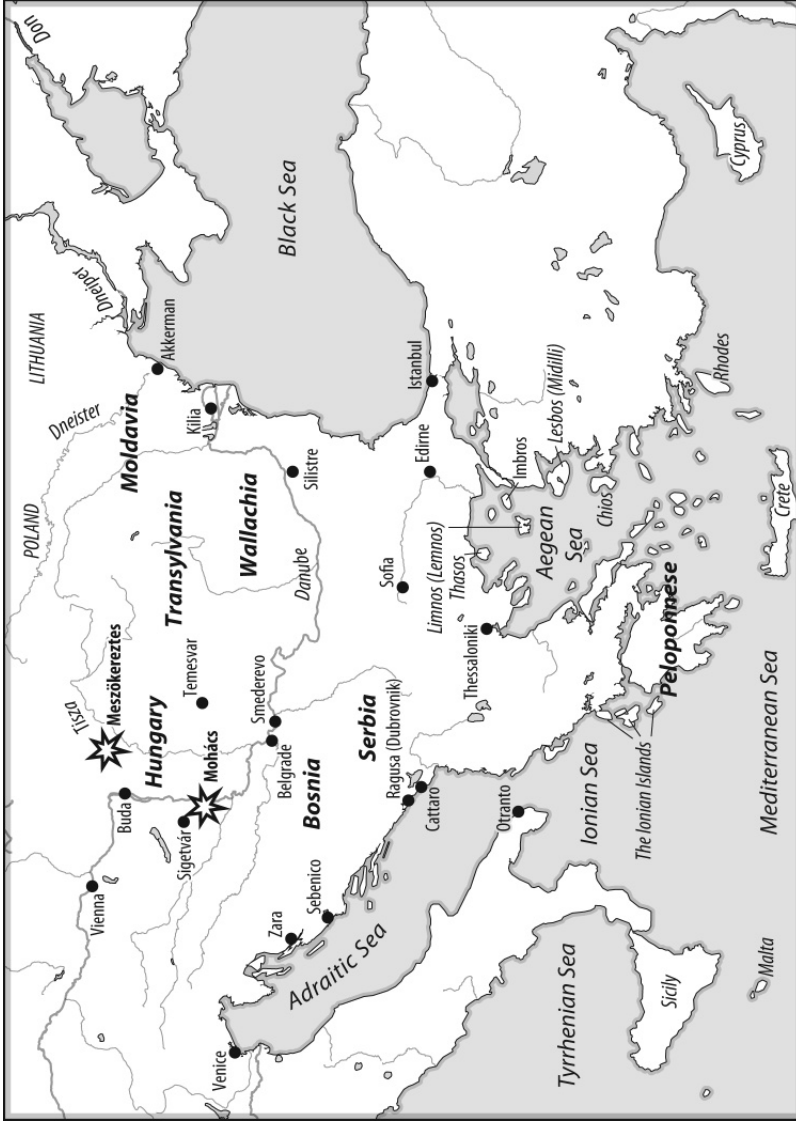 Don
Dneiper
LITHUANIA
Black Sea
Cyprus
Akkerman
Dneister
Moldavia
Kilia
POLAND
Istanbul
Rhodes
Silistre
Edirne
Imbros
Lesbos (Midilli)
Transylvania
Wallachia
Danube
Sofia
Limnos (Lemnos)
Thasos
Aegean
Sea
Chios
Crete
Meszökereztes
Tisza
Temesvar
Thessaloniki
Peloponnese
Hungary
Mohács
Smederevo
Belgrade
Serbia
Buda
Sigetvár
Bosnia
Ragusa (Dubrovnik)
Cattaro
Otranto
Ionian Sea
The Ionian Islands
Mediterranean Sea
Vienna
Zara
Sebenico
Adraitic Sea
Venice
Tyrrhenian Sea
Sicily
Malta